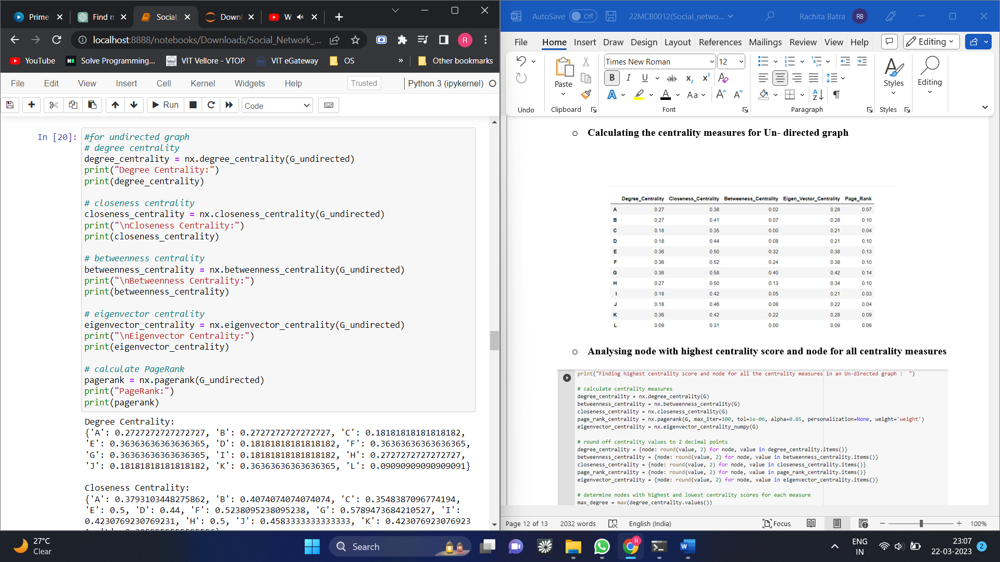 Prime
Find m
Social_
Downl
W
localhost:8888/notebooks/Downloads/Social_Network_...
R
YouTube
Solve Programming...
VIT Vellore - VTOP
VIT eGateway
OS
»
Other bookmarks
File Edit View Insert Cell Kernel Widgets Help Trusted Python 3 (ipykernel)
Run Code
In [20]:
#for undirected graph
# degree centrality
degree_centrality = nx.degree_centrality(G_undirected)
print("Degree Centrality:")
print(degree_centrality)
# closeness centrality
closeness_centrality = nx.closeness_centrality(G_undirected)
print("\nCloseness Centrality:")
print(closeness_centrality)
# betweenness centrality
betweenness_centrality = nx.betweenness_centrality(G_undirected)
print("\nBetweenness Centrality:")
print(betweenness_centrality)
# eigenvector centrality
eigenvector_centrality = nx.eigenvector_centrality(G_undirected)
print("\nEigenvector Centrality:")
print(eigenvector_centrality)
# calculate PageRank
pagerank = nx.pagerank(G_undirected)
print("PageRank:")
print(pagerank)
Degree Centrality:
{'A': 0.2727272727272727, 'B': 0.2727272727272727, 'C': 0.18181818181818182,
'E': 0.36363636363636365, 'D': 0.18181818181818182, 'F': 0.36363636363636365,
'G': 0.36363636363636365, 'I': 0.18181818181818182, 'H': 0.2727272727272727,
'J': 0.18181818181818182, 'K': 0.36363636363636365, 'L': 0.09090909090909091}
Closeness Centrality:
{'A': 0.3793103448275862, 'B': 0.4074074074074074, 'C': 0.3548387096774194,
'E': 0.5, 'D': 0.44, 'F': 0.5238095238095238, 'G': 0.5789473684210527, 'I':
0.4230769230769231, 'H': 0.5, 'J': 0.4583333333333333, 'K': 0.423076923076923
AutoSave Off 22MCB0012(Social_netwo... Rachita Batra RB
File Home Insert Draw Design Layout References Mailings Review View Help Editing
Times New Roman 12
Paste
Styles
Editing
Undo Clipboard Font Paragraph Styles
Calculating the centrality measures for Un- directed graph
Degree_Centrality Closeness_Centrality Betweeness_Centrality Eigen_Vector_Centrality Page_Rank
A 0.27 0.38 0.02 0.28 0.07
B 0.27 0.41 0.07 0.28 0.10
C 0.18 0.35 0.00 0.21 0.04
D 0.18 0.44 0.08 0.21 0.10
E 0.36 0.50 0.32 0.38 0.13
F 0.36 0.52 0.24 0.38 0.10
G 0.36 0.58 0.40 0.42 0.14
H 0.27 0.50 0.13 0.34 0.10
I 0.18 0.42 0.05 0.21 0.03
J 0.18 0.46 0.08 0.22 0.04
K 0.36 0.42 0.22 0.28 0.09
L 0.09 0.31 0.00 0.09 0.06
Analysing node with highest centrality score and node for all centrality measures
print("Finding highest centrality score and node for all the centrality measures in an Un-directed graph :  ")
# calculate centrality measures
degree_centrality = nx.degree_centrality(G)
betweenness_centrality = nx.betweenness_centrality(G)
closeness_centrality = nx.closeness_centrality(G)
page_rank_centrality = nx.pagerank(G, max_iter=100, tol=1e-06, alpha=0.85, personalization=None, weight='weight')
eigenvector_centrality = nx.eigenvector_centrality_numpy(G)
# round off centrality values to 2 decimal points
degree_centrality = {node: round(value, 2) for node, value in degree_centrality.items()}
betweenness_centrality = {node: round(value, 2) for node, value in betweenness_centrality.items()}
closeness_centrality = {node: round(value, 2) for node, value in closeness_centrality.items()}
page_rank_centrality = {node: round(value, 2) for node, value in page_rank_centrality.items()}
eigenvector_centrality = {node: round(value, 2) for node, value in eigenvector_centrality.items()}
# determine nodes with highest and lowest centrality scores for each measure
max_degree = max(degree_centrality.values())
Page 12 of 13 2032 words English (India) Focus 100%
27°C
Clear
Search
ENG
IN
23:07
22-03-2023
2